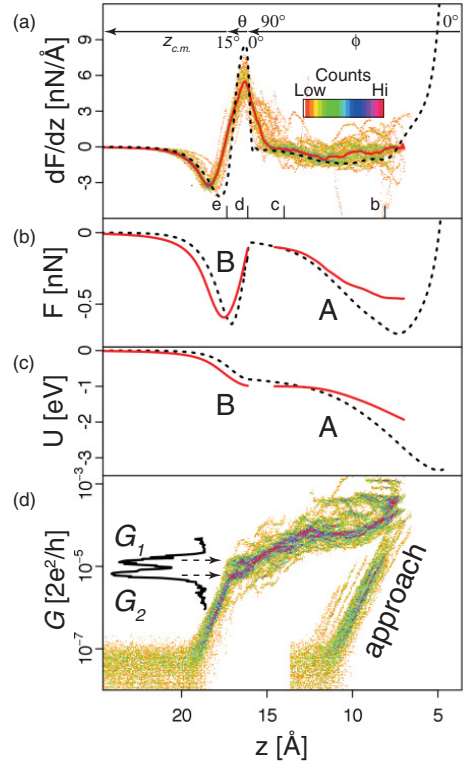 (a)
θ
z_{c.m.} 15° 0° 90° ϕ 0°
9
6
3
0
-3
dF/dz [nN/Å]
Counts
Low Hi
e d c b
(b)
0
-0.5
F [nN]
B
A
(c)
0
-1
-2
-3
U [eV]
B
A
(d)
10^{-3}
10^{-5}
10^{-7}
G [2e²/h]
G_1
G_2
approach
20 15 10 5
z [Å]